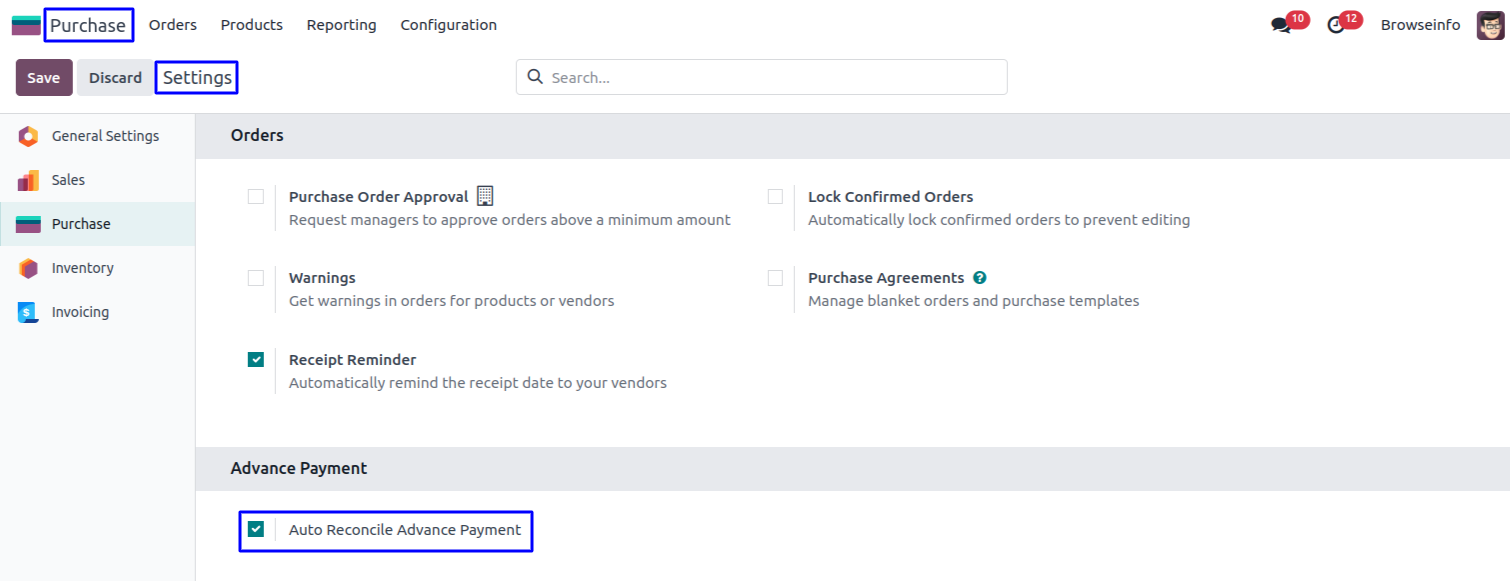 Purchase Orders Products Reporting Configuration 10 12 Browseinfo
Save Discard Settings Search...
General Settings
Sales
Purchase
Inventory
Invoicing
Orders
Purchase Order Approval
Request managers to approve orders above a minimum amount
Lock Confirmed Orders
Automatically lock confirmed orders to prevent editing
Warnings
Get warnings in orders for products or vendors
Purchase Agreements ?
Manage blanket orders and purchase templates
Receipt Reminder
Automatically remind the receipt date to your vendors
Advance Payment
Auto Reconcile Advance Payment